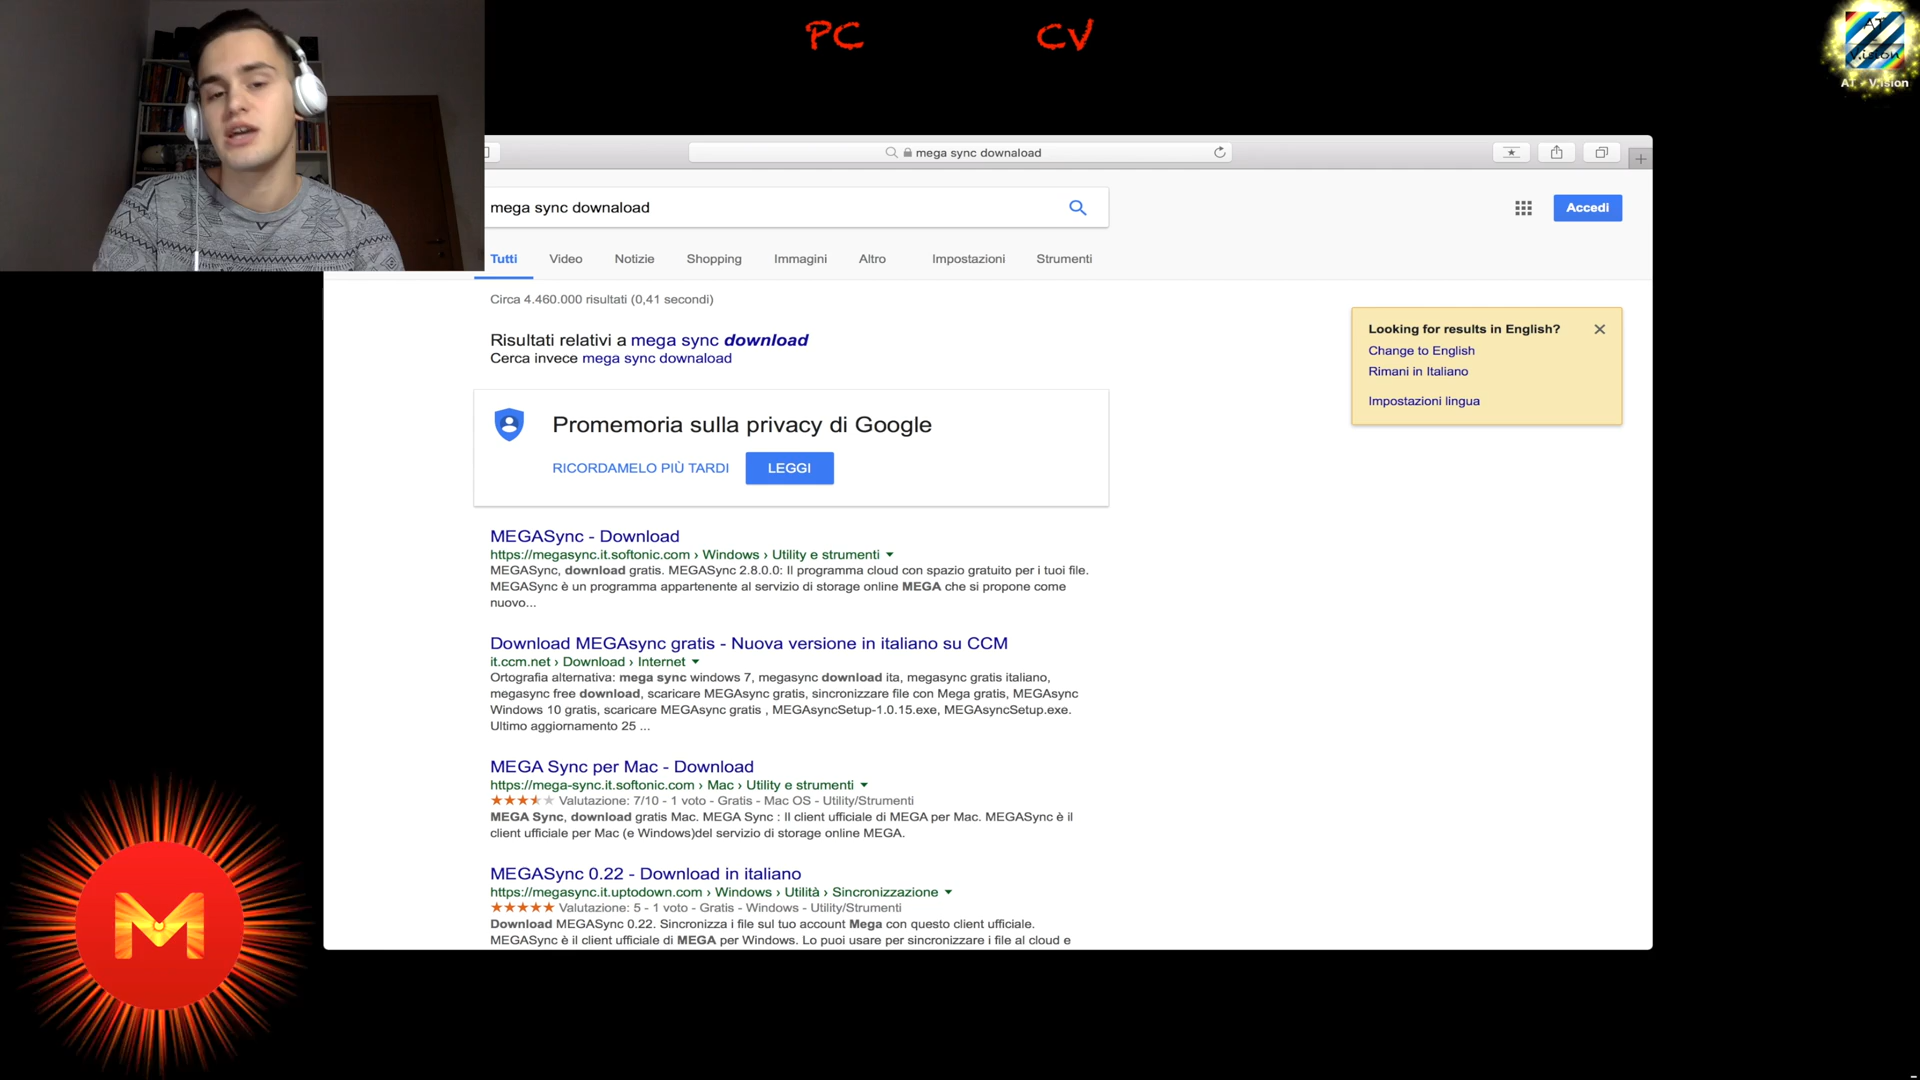 PC CV
AT
V.ision
AT - V.ision
mega sync downaload
mega sync downaload
Accedi
Tutti Video Notizie Shopping Immagini Altro Impostazioni Strumenti
Circa 4.460.000 risultati (0,41 secondi)
Risultati relativi a mega sync download
Cerca invece mega sync downaload
Looking for results in English?
Change to English
Rimani in Italiano
Impostazioni lingua
Promemoria sulla privacy di Google
RICORDAMELO PIÙ TARDI LEGGI
MEGASync - Download
https://megasync.it.softonic.com › Windows › Utility e strumenti
MEGASync, download gratis. MEGASync 2.8.0.0: Il programma cloud con spazio gratuito per i tuoi file.
MEGASync è un programma appartenente al servizio di storage online MEGA che si propone come
nuovo...
Download MEGAsync gratis - Nuova versione in italiano su CCM
it.ccm.net › Download › Internet
Ortografia alternativa: mega sync windows 7, megasync download ita, megasync gratis italiano,
megasync free download, scaricare MEGAsync gratis, sincronizzare file con Mega gratis, MEGAsync
Windows 10 gratis, scaricare MEGAsync gratis , MEGAsyncSetup-1.0.15.exe, MEGAsyncSetup.exe.
Ultimo aggiornamento 25 ...
MEGA Sync per Mac - Download
https://mega-sync.it.softonic.com › Mac › Utility e strumenti
Valutazione: 7/10 - 1 voto - Gratis - Mac OS - Utility/Strumenti
MEGA Sync, download gratis Mac. MEGA Sync : Il client ufficiale di MEGA per Mac. MEGASync è il
client ufficiale per Mac (e Windows)del servizio di storage online MEGA.
MEGASync 0.22 - Download in italiano
https://megasync.it.uptodown.com › Windows › Utilità › Sincronizzazione
Valutazione: 5 - 1 voto - Gratis - Windows - Utility/Strumenti
Download MEGASync 0.22. Sincronizza i file sul tuo account Mega con questo client ufficiale.
MEGASync è il client ufficiale di MEGA per Windows. Lo puoi usare per sincronizzare i file al cloud e
M